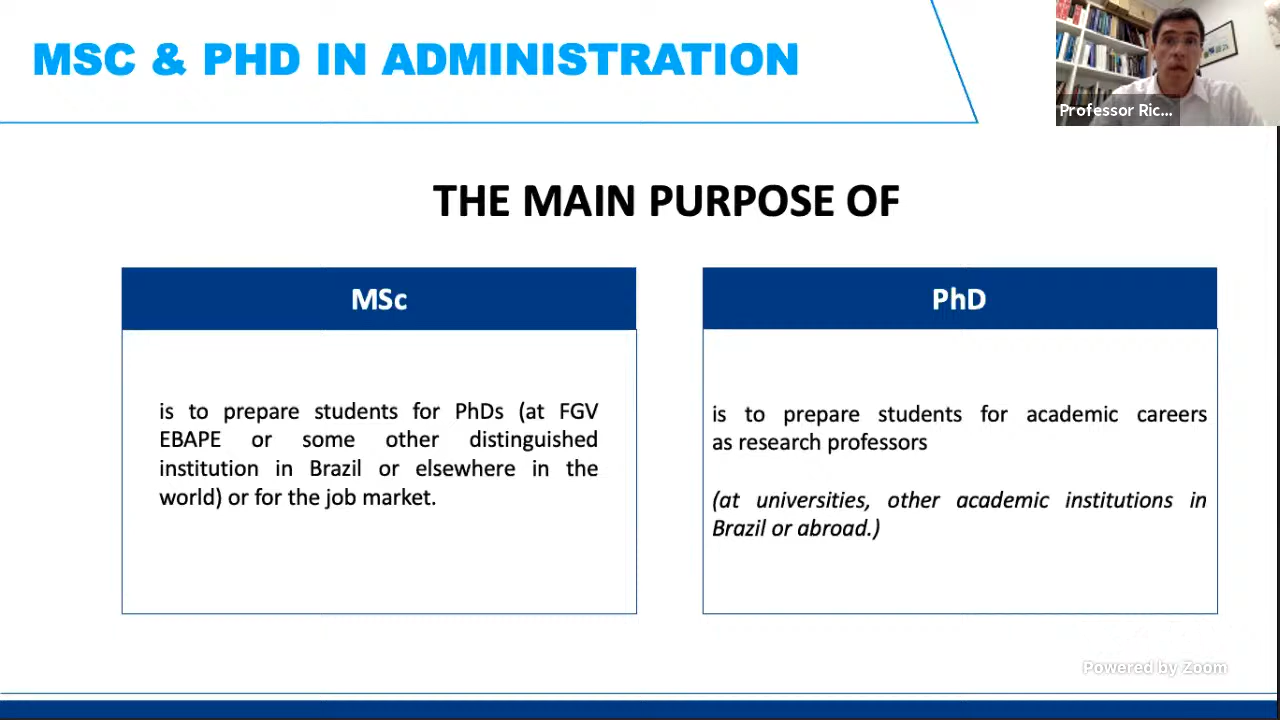 MSC & PHD IN ADMINISTRATION
Professor Ric...
THE MAIN PURPOSE OF
MSc
is to prepare students for PhDs (at FGV
EBAPE or some other distinguished
institution in Brazil or elsewhere in the
world) or for the job market.
PhD
is to prepare students for academic careers
as research professors
(at universities, other academic institutions in
Brazil or abroad.)
Powered by Zoom